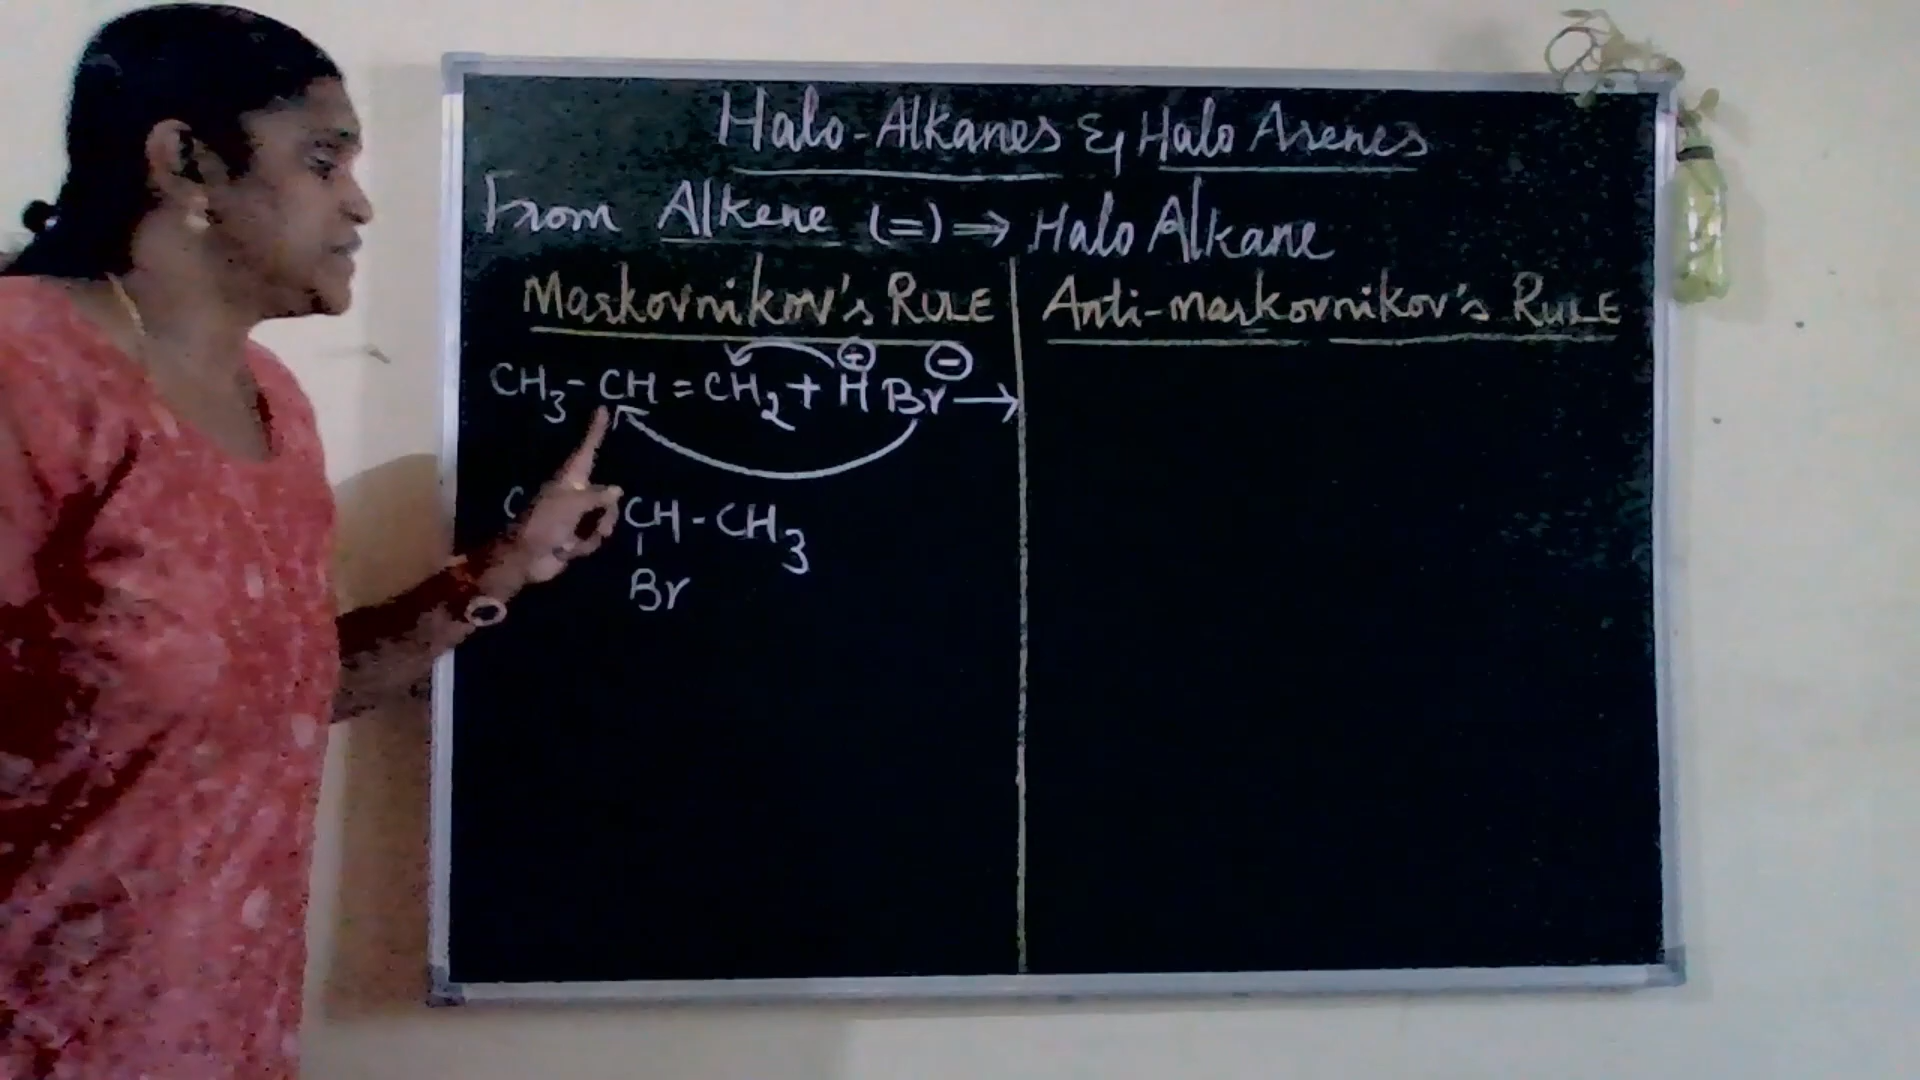 Halo-Alkanes & Halo Arenes
From Alkene (=) ⇒ Halo Alkane
Markovnikov's RULE
Anti-markovnikov's RULE
⊕ ⊖
CH3-CH=CH2+HBr→
C CH-CH3
Br